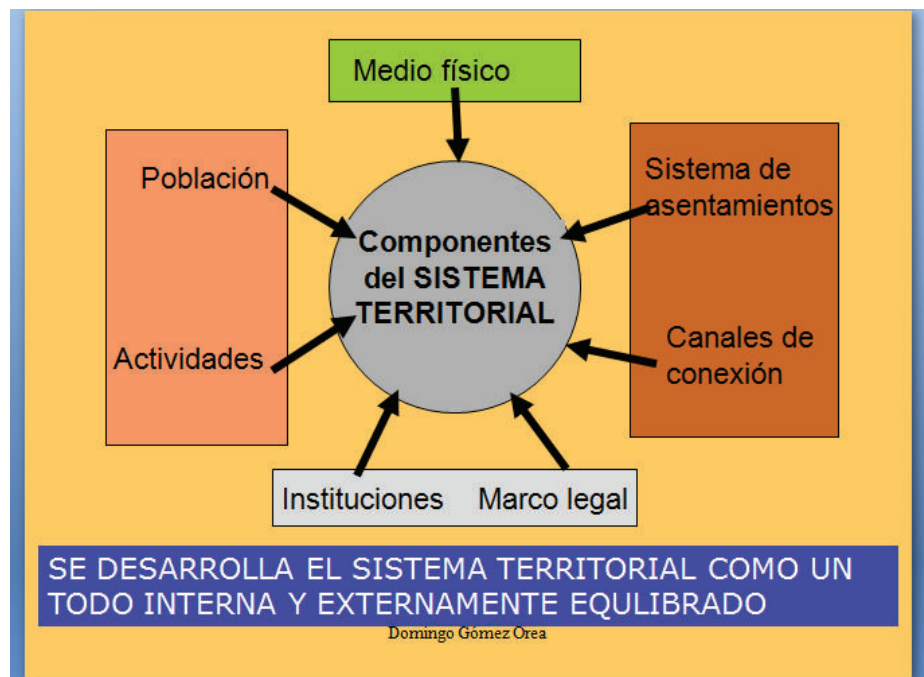 Medio físico
Población
Sistema de
asentamientos
Componentes
del SISTEMA
TERRITORIAL
Actividades
Canales de
conexión
Instituciones
Marco legal
SE DESARROLLA EL SISTEMA TERRITORIAL COMO UN
TODO INTERNA Y EXTERNAMENTE EQULIBRADO
Domingo Gómez Orea